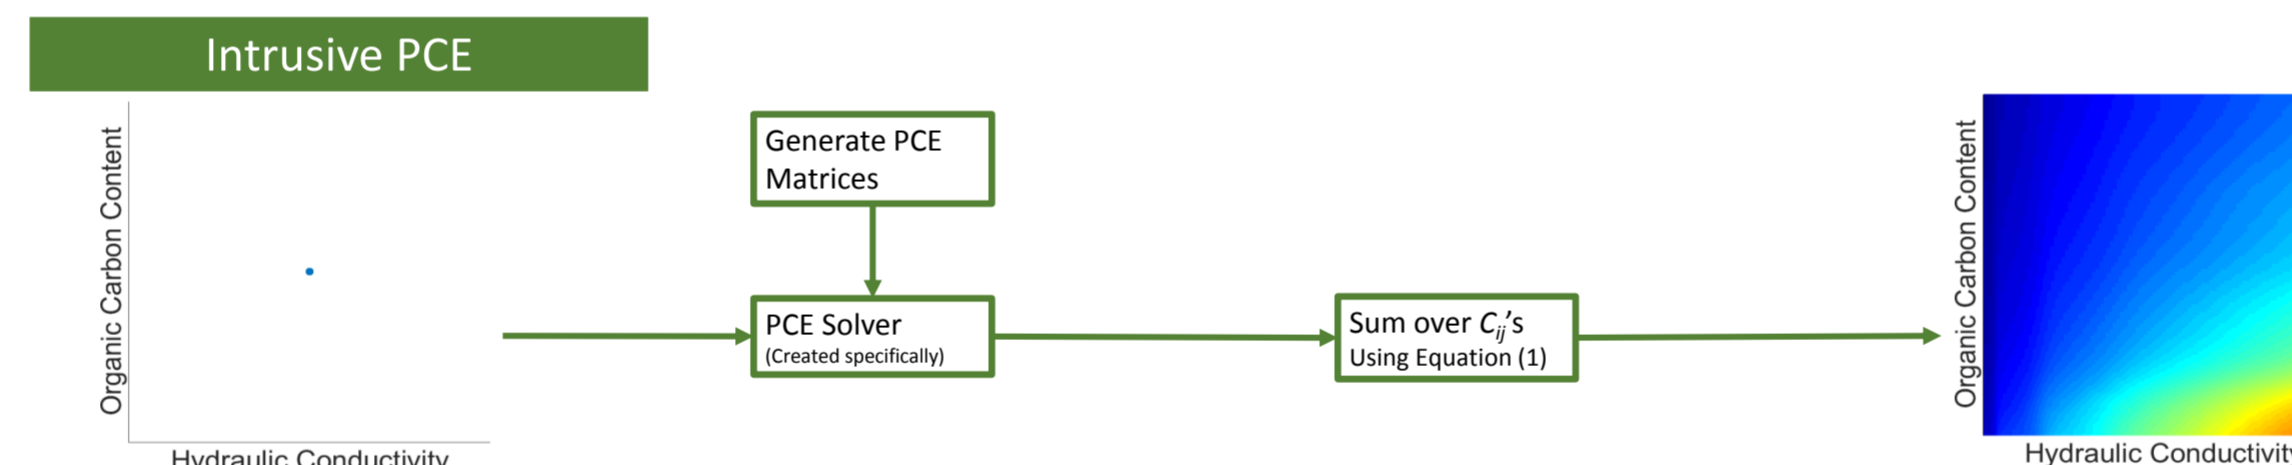 Intrusive PCE
Organic Carbon Content
Hydraulic Conductivity
Generate PCE
Matrices
PCE Solver
(Created specifically)
Sum over Cij's
Using Equation (1)
Organic Carbon Content
Hydraulic Conductivity